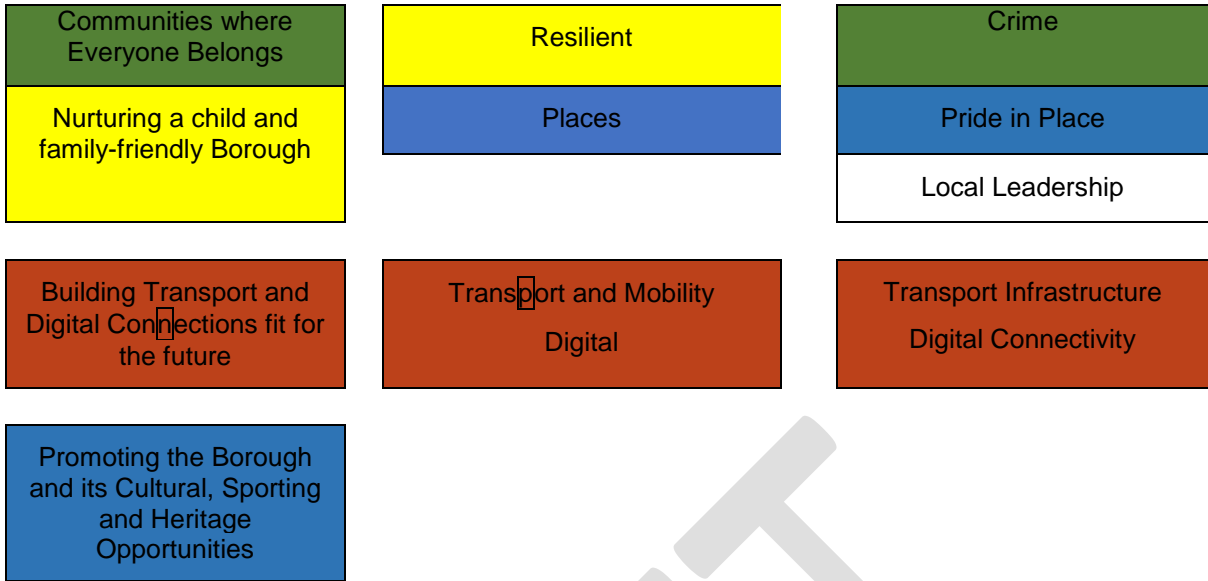 Communities where
Everyone Belongs
Nurturing a child and
family-friendly Borough
Resilient
Places
Crime
Pride in Place
Local Leadership
Building Transport and
Digital Connections fit for
the future
Transport and Mobility
Digital
Transport Infrastructure
Digital Connectivity
Promoting the Borough
and its Cultural, Sporting
and Heritage
Opportunities